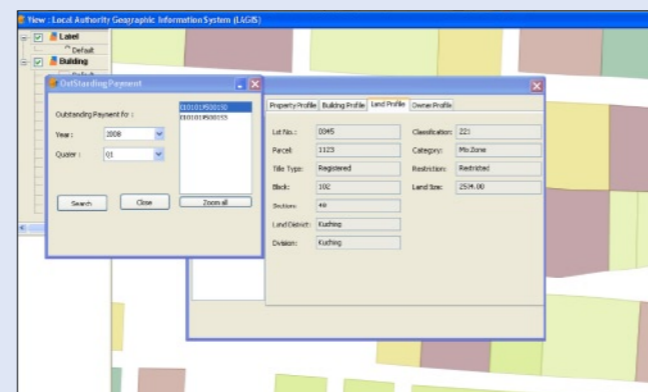 View : Local Authority Geographic Information System (LAGIS)
Label
Default
Building
OutStanding Payment
Outstanding Payment for :
Year :
2008
Quater :
Q1
Search
Close
Zoom all
Property Profile
Building Profile
Land Profile
Owner Profile
Lot No.:
0045
Classification:
221
Parcel:
1123
Category:
Mix Zone
Title Type:
Registered
Restriction:
Restricted
Block:
102
Land Size:
2514.00
Section:
49
Land District:
Kuching
Division:
Kuching